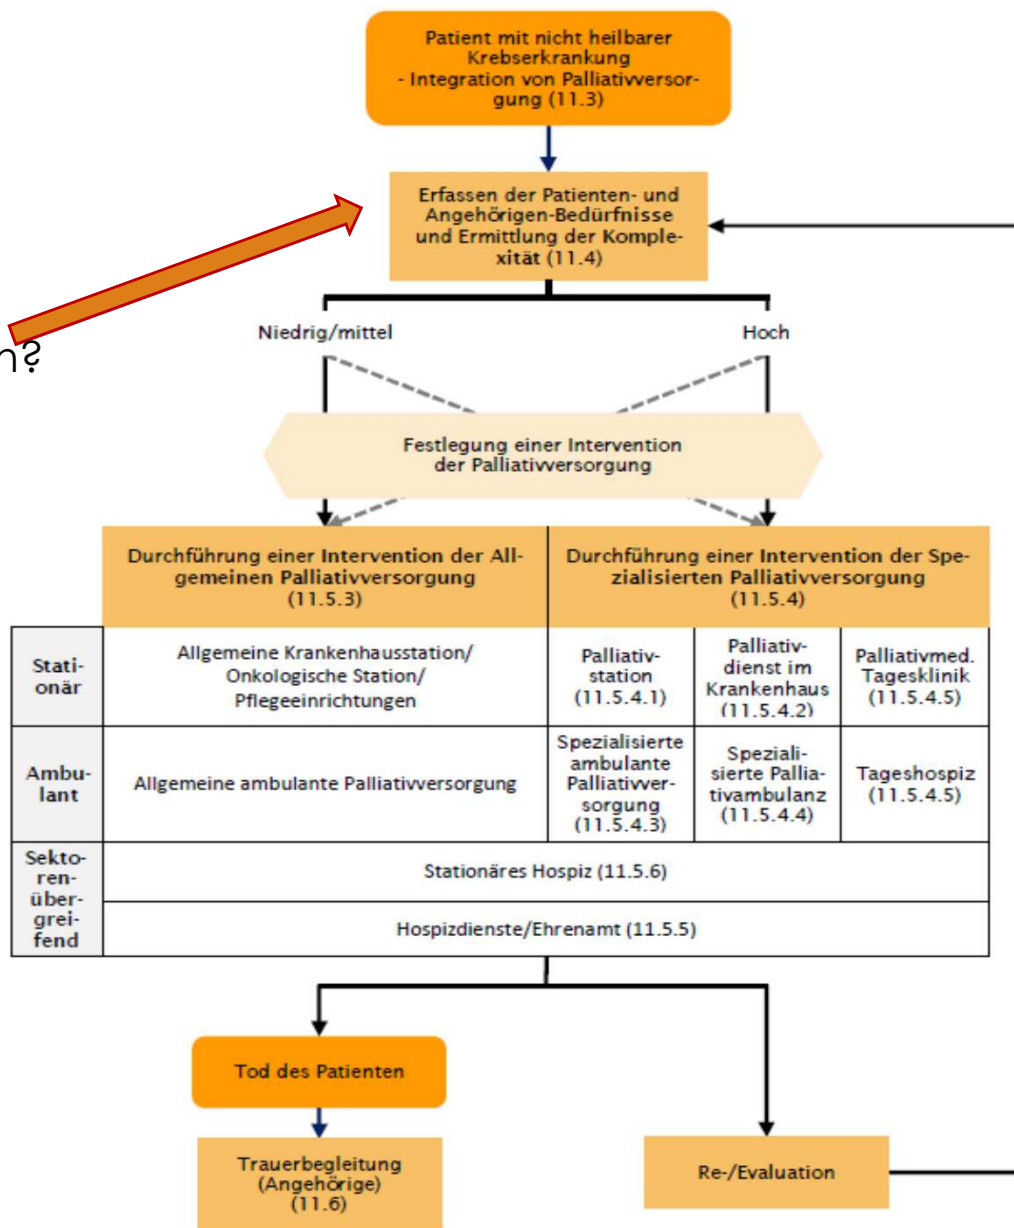 Patient mit nicht heilbarer
Krebserkrankung
- Integration von Palliativversor-
gung (11.3)
Erfassen der Patienten- und
Angehörigen-Bedürfnisse
und Ermittlung der Komple-
xität (11.4)
n?
Niedrig/mittel
Hoch
Festlegung einer Intervention
der Palliativversorgung
Durchführung einer Intervention der All-
gemeinen Palliativversorgung
(11.5.3)
Durchführung einer Intervention der Spe-
zialisierten Palliativversorgung
(11.5.4)
Stati-
onär
Allgemeine Krankenhausstation/
Onkologische Station/
Pflegeeinrichtungen
Palliativ-
station
(11.5.4.1)
Palliativ-
dienst im
Krankenhaus
(11.5.4.2)
Palliativmed.
Tagesklinik
(11.5.4.5)
Ambu-
lant
Allgemeine ambulante Palliativversorgung
Spezialisierte
ambulante
Palliativver-
sorgung
(11.5.4.3)
Speziali-
sierte Pallia-
tivambulanz
(11.5.4.4)
Tageshospiz
(11.5.4.5)
Sekto-
ren-
über-
grei-
fend
Stationäres Hospiz (11.5.6)
Hospizdienste/Ehrenamt (11.5.5)
Tod des Patienten
Trauerbegleitung
(Angehörige)
(11.6)
Re-/Evaluation